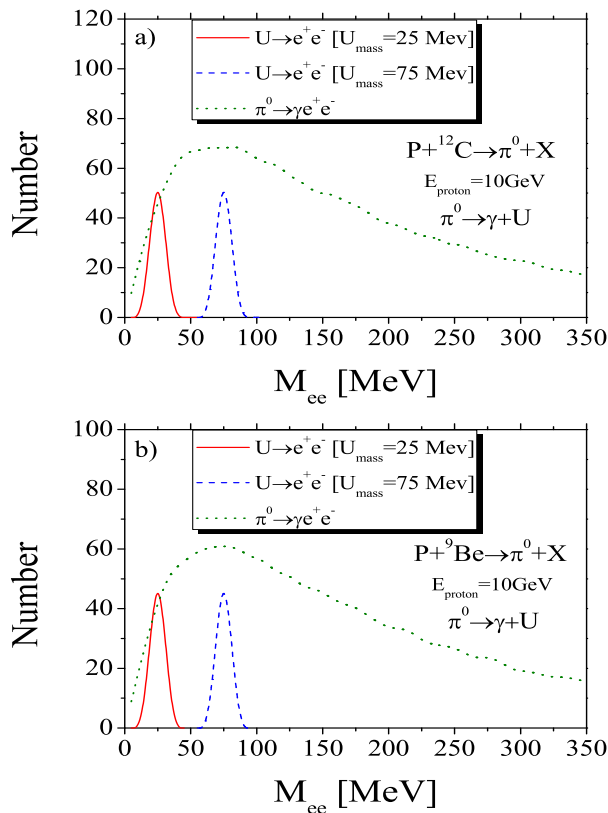 a)
U→e⁺e⁻ [U_mass=25 Mev]
U→e⁺e⁻ [U_mass=75 Mev]
π⁰→γe⁺e⁻
P+¹²C→π⁰+X
E_proton=10GeV
π⁰→γ+U
Number
120
100
80
60
40
20
0
0 50 100 150 200 250 300 350
M_ee [MeV]
b)
U→e⁺e⁻ [U_mass=25 Mev]
U→e⁺e⁻ [U_mass=75 Mev]
π⁰→γe⁺e⁻
P+⁹Be→π⁰+X
E_proton=10GeV
π⁰→γ+U
Number
100
80
60
40
20
0
0 50 100 150 200 250 300 350
M_ee [MeV]